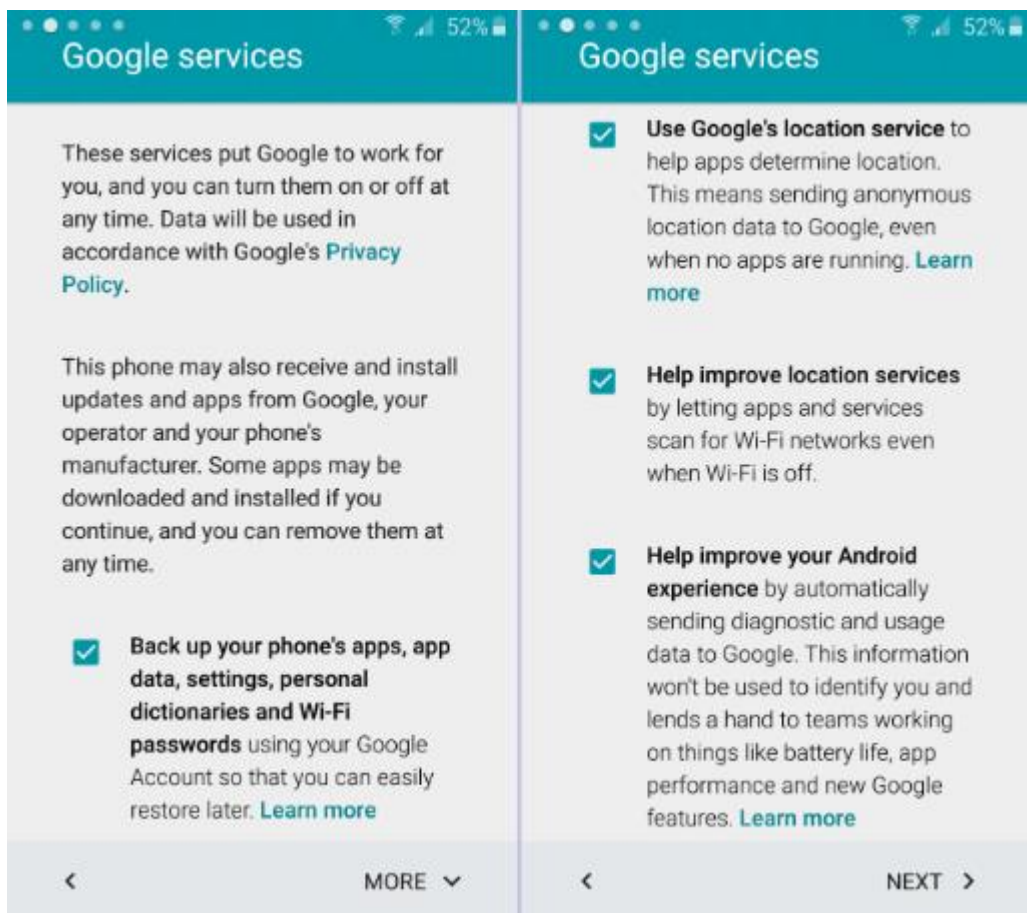 52%
Google services
These services put Google to work for
you, and you can turn them on or off at
any time. Data will be used in
accordance with Google's Privacy
Policy.
This phone may also receive and install
updates and apps from Google, your
operator and your phone's
manufacturer. Some apps may be
downloaded and installed if you
continue, and you can remove them at
any time.
Back up your phone's apps, app
data, settings, personal
dictionaries and Wi-Fi
passwords using your Google
Account so that you can easily
restore later. Learn more
MORE
52%
Google services
Use Google's location service to
help apps determine location.
This means sending anonymous
location data to Google, even
when no apps are running. Learn
more
Help improve location services
by letting apps and services
scan for Wi-Fi networks even
when Wi-Fi is off.
Help improve your Android
experience by automatically
sending diagnostic and usage
data to Google. This information
won't be used to identify you and
lends a hand to teams working
on things like battery life, app
performance and new Google
features. Learn more
NEXT